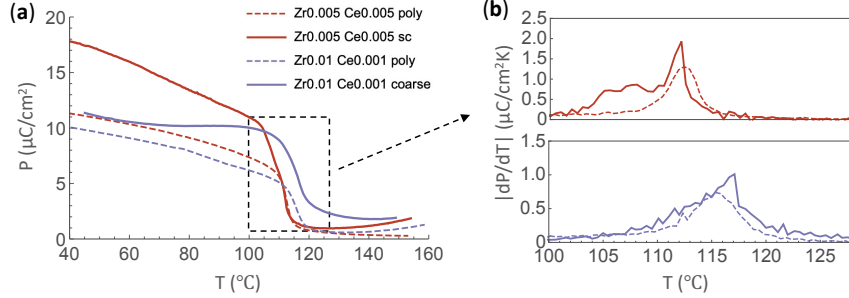 (a)
P (μC/cm²)
20
15
10
5
0
40
60
80
100
120
140
160
T (°C)
Zr0.005 Ce0.005 poly
Zr0.005 Ce0.005 sc
Zr0.01 Ce0.001 poly
Zr0.01 Ce0.001 coarse
(b)
|dP/dT| (μC/cm²K)
2.5
2.0
1.5
1.0
0.5
0.0
1.5
1.0
0.5
0.0
100
105
110
115
120
125
T (°C)